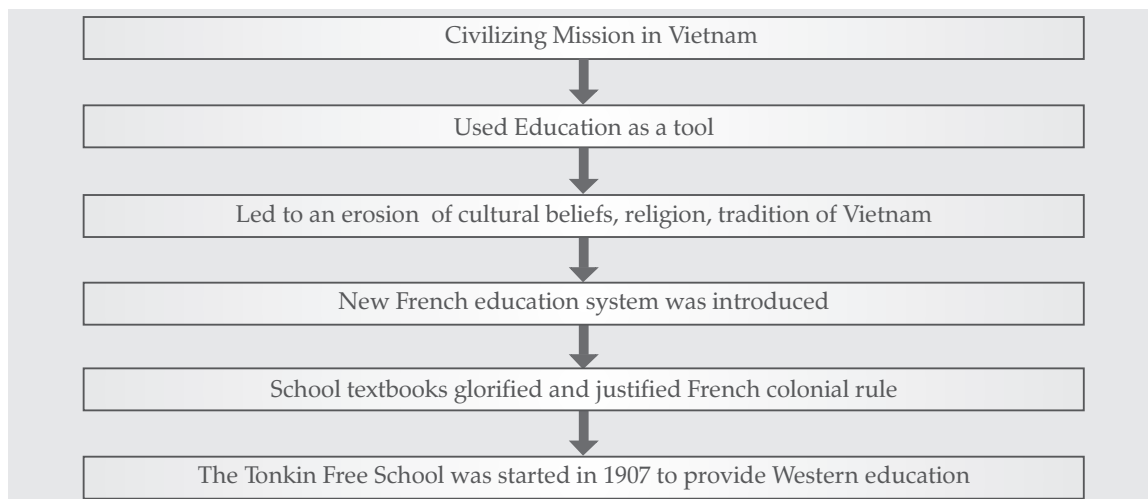 Civilizing Mission in Vietnam
Used Education as a tool
Led to an erosion of cultural beliefs, religion, tradition of Vietnam
New French education system was introduced
School textbooks glorified and justified French colonial rule
The Tonkin Free School was started in 1907 to provide Western education